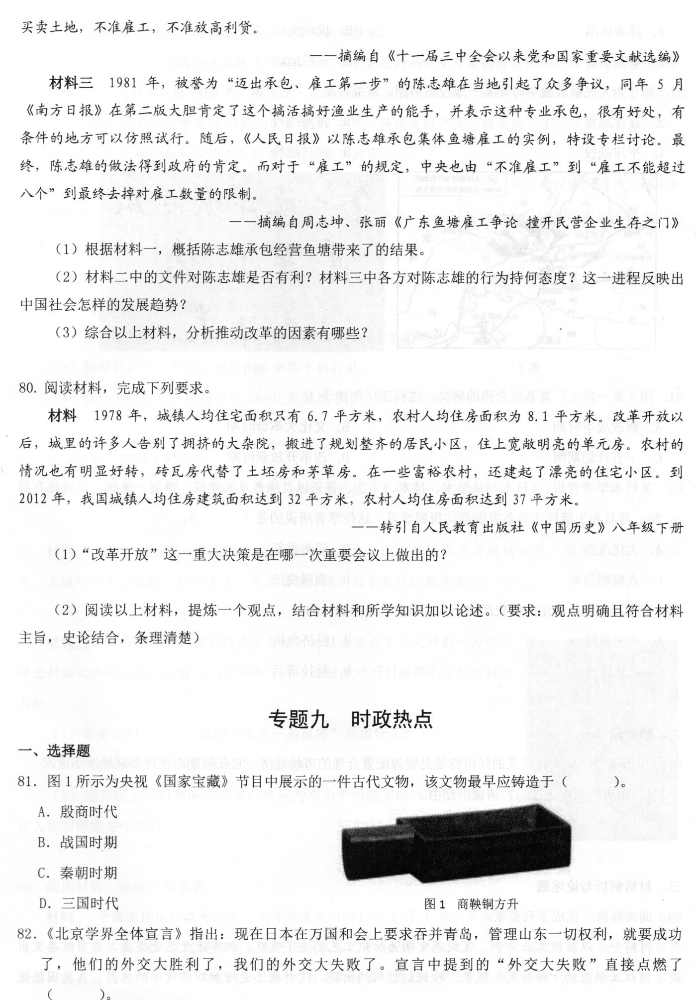 买卖土地，不准雇工，不准放高利贷。
——摘编自《十一届三中全会以来党和国家重要文献选编》
材料三 1981 年，被誉为“迈出承包、雇工第一步”的陈志雄在当地引起了众多争议，同年 5 月
《南方日报》在第二版大胆肯定了这个搞活搞好渔业生产的能手，并表示这种专业承包，很有好处，有
条件的地方可以仿照试行。随后，《人民日报》以陈志雄承包集体鱼塘雇工的实例，特设专栏讨论。最
终，陈志雄的做法得到政府的肯定。而对于“雇工”的规定，中央也由“不准雇工”到“雇工不能超过
八个”到最终去掉对雇工数量的限制。
——摘编自周志坤、张丽《广东鱼塘雇工争论 撞开民营企业生存之门》
（1）根据材料一，概括陈志雄承包经营鱼塘带来了的结果。
（2）材料二中的文件对陈志雄是否有利？材料三中各方对陈志雄的行为持何态度？这一进程反映出
中国社会怎样的发展趋势？
（3）综合以上材料，分析推动改革的因素有哪些？
80. 阅读材料，完成下列要求。
材料 1978 年，城镇人均住宅面积只有 6.7 平方米，农村人均住房面积为 8.1 平方米。改革开放以
后，城里的许多人告别了拥挤的大杂院，搬进了规划整齐的居民小区，住上宽敞明亮的单元房。农村的
情况也有明显好转，砖瓦房代替了土坯房和茅草房。在一些富裕农村，还建起了漂亮的住宅小区。到
2012 年，我国城镇人均住房建筑面积达到 32 平方米，农村人均住房面积达到 37 平方米。
——转引自人民教育出版社《中国历史》八年级下册
（1）“改革开放”这一重大决策是在哪一次重要会议上做出的？
（2）阅读以上材料，提炼一个观点，结合材料和所学知识加以论述。（要求：观点明确且符合材料
主旨，史论结合，条理清楚）
专题九 时政热点
一、选择题
81. 图 1 所示为央视《国家宝藏》节目中展示的一件古代文物，该文物最早应铸造于（ ）。
A. 殷商时代
B. 战国时期
C. 秦朝时期
D. 三国时代
图 1 商鞅铜方升
82.《北京学界全体宣言》指出：现在日本在万国和会上要求吞并青岛，管理山东一切权利，就要成功
了，他们的外交大胜利了，我们的外交大失败了。宣言中提到的“外交大失败”直接点燃了
（ ）。